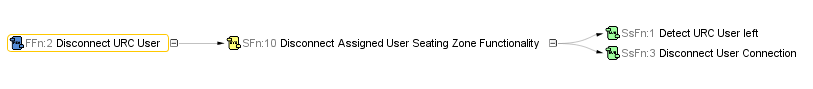 FFn:2 Disconnect URC User
SFn:10 Disconnect Assigned User Seating Zone Functionality
SsFn:1 Detect URC User left
SsFn:3 Disconnect User Connection